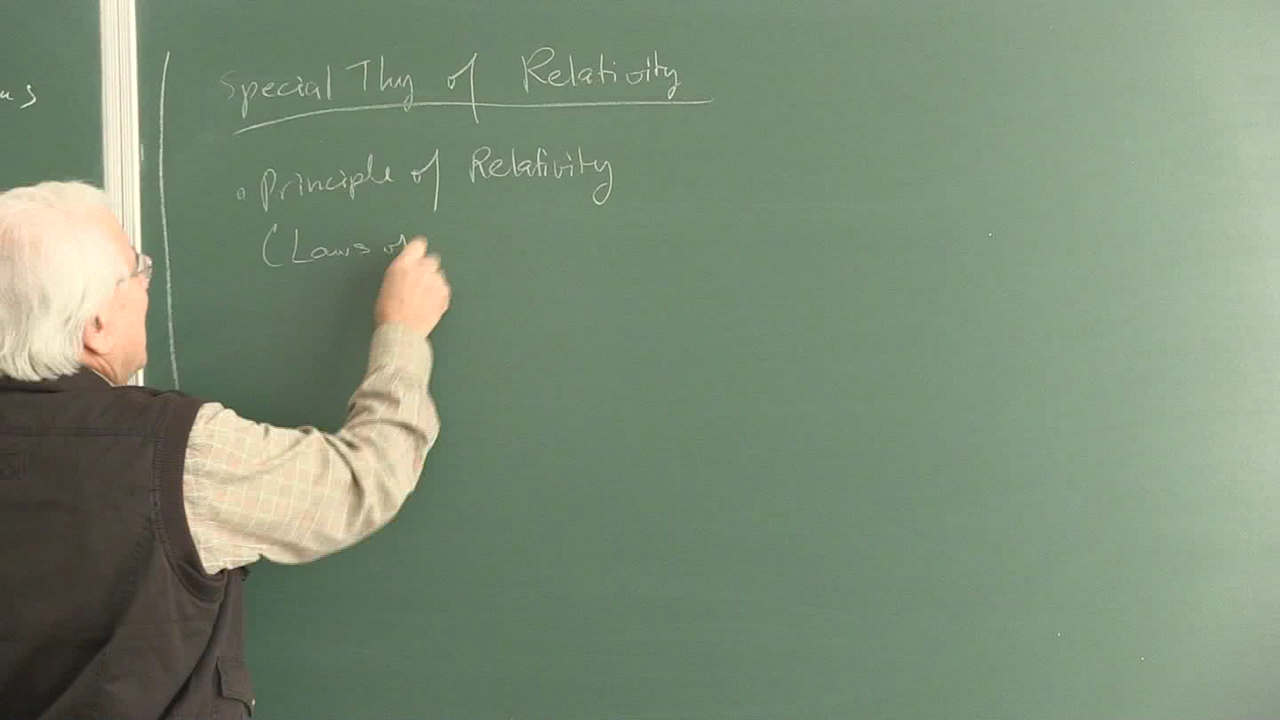 Special Thy of Relativity
• Principle of Relativity
(Laws of